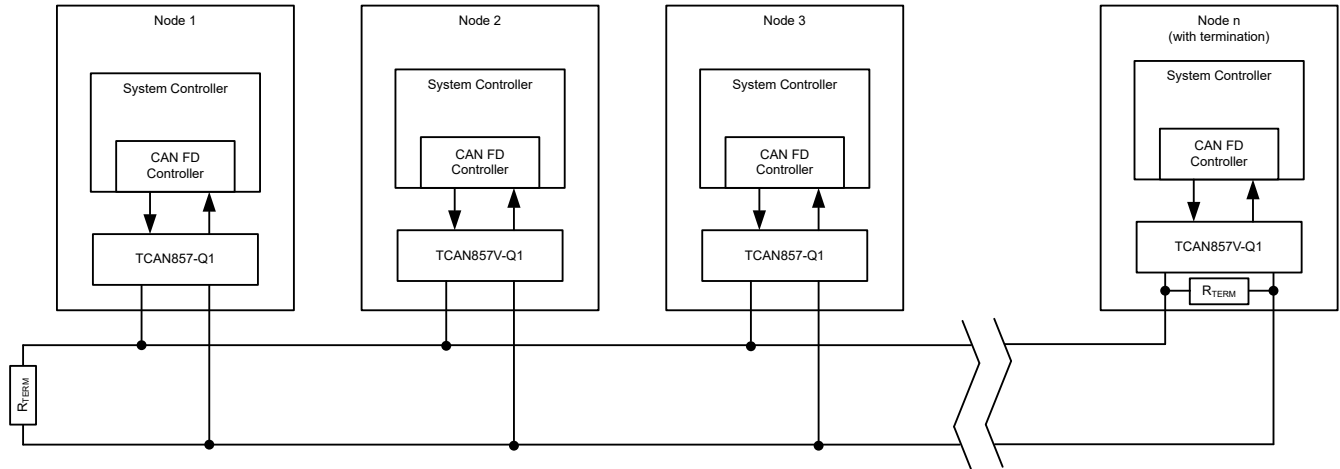 Node 1
System Controller
CAN FD
Controller
TCAN857-Q1
Node 2
System Controller
CAN FD
Controller
TCAN857V-Q1
Node 3
System Controller
CAN FD
Controller
TCAN857-Q1
Node n
(with termination)
System Controller
CAN FD
Controller
TCAN857V-Q1
RTERM
RTERM